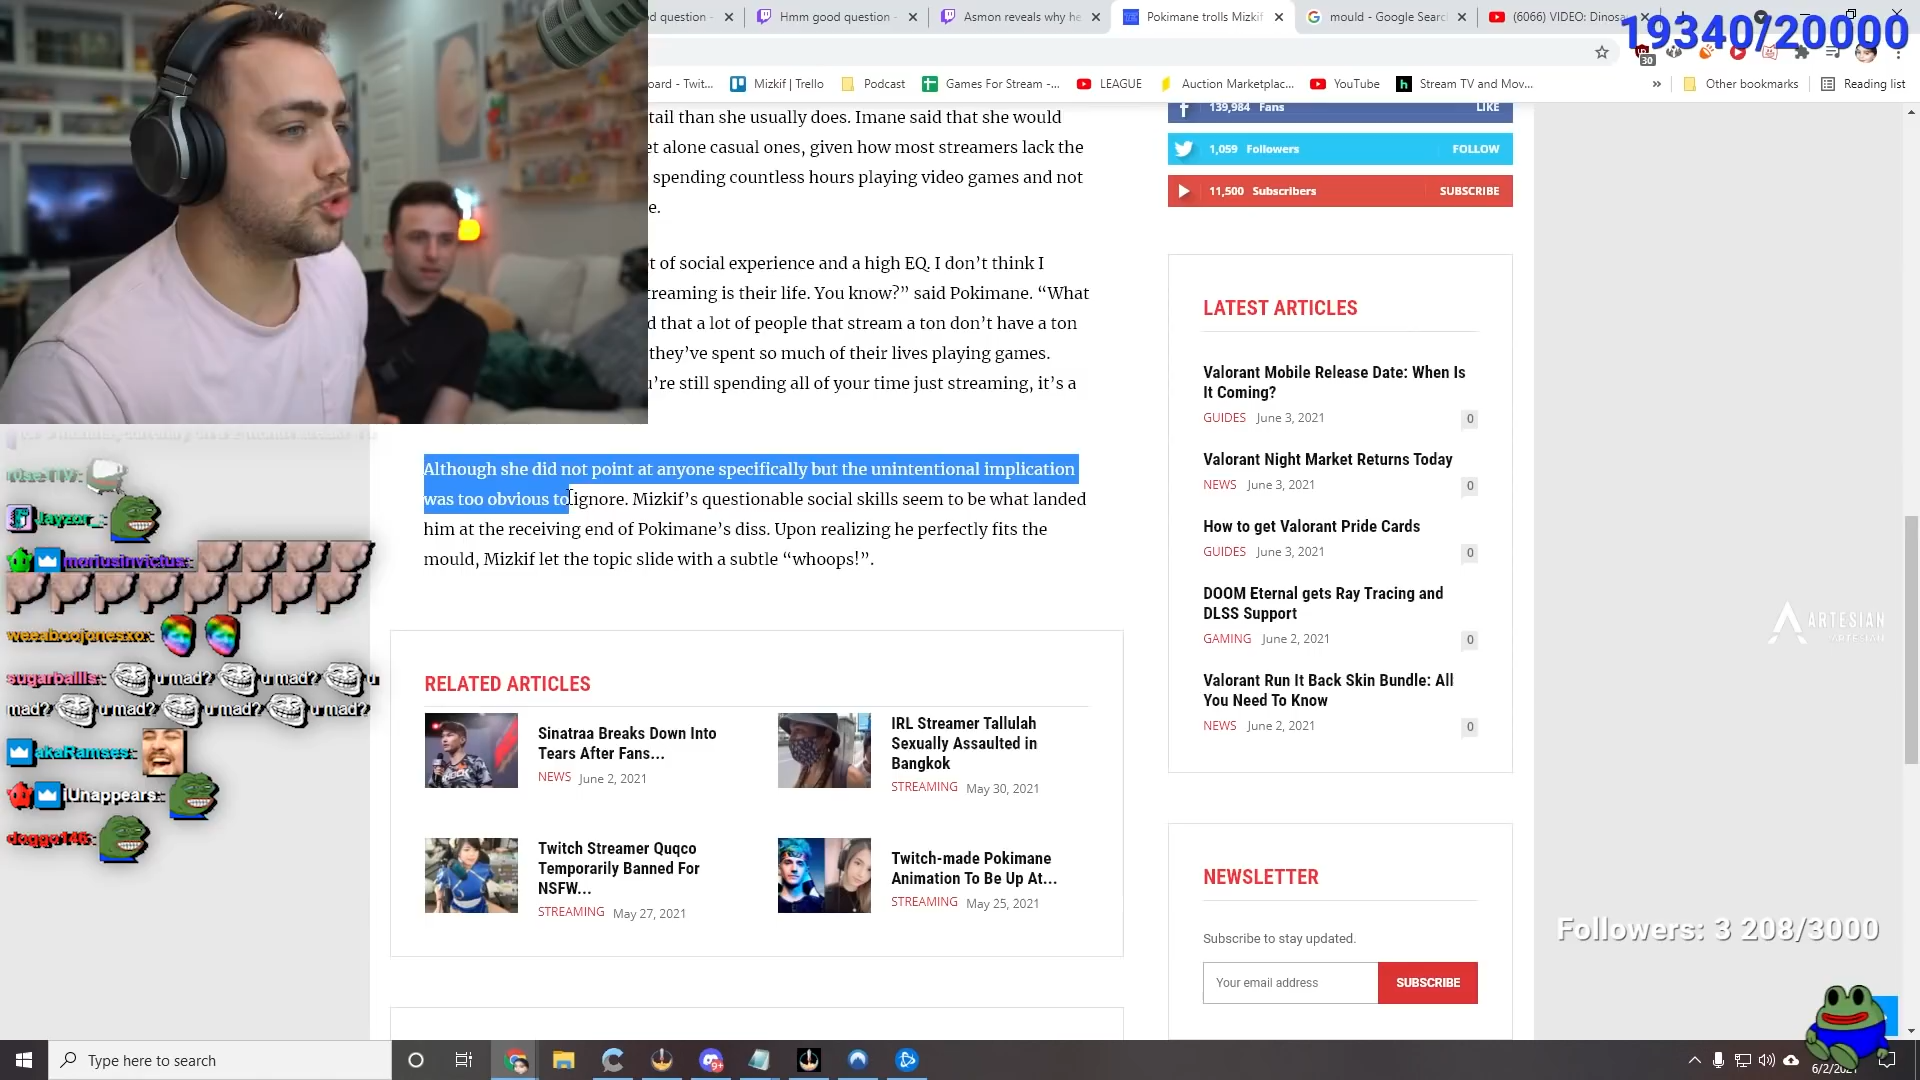 d question -
Hmm good question -
Asmon reveals why he
Pokimane trolls Mizkif
mould - Google Search
(6066) VIDEO: Dinosa
19340/20000
30
oard - Twit...
Mizkif | Trello
Podcast
Games For Stream -...
LEAGUE
Auction Marketplac...
YouTube
Stream TV and Mov...
»
Other bookmarks
Reading list
tail than she usually does. Imane said that she would
et alone casual ones, given how most streamers lack the
spending countless hours playing video games and not
e.
t of social experience and a high EQ. I don’t think I
treaming is their life. You know?” said Pokimane. “What
d that a lot of people that stream a ton don’t have a ton
they’ve spent so much of their lives playing games.
u’re still spending all of your time just streaming, it’s a
Although she did not point at anyone specifically but the unintentional implication
was too obvious to ignore. Mizkif’s questionable social skills seem to be what landed
him at the receiving end of Pokimane’s diss. Upon realizing he perfectly fits the
mould, Mizkif let the topic slide with a subtle “whoops!”.
RELATED ARTICLES
Sinatraa Breaks Down Into
Tears After Fans...
NEWS June 2, 2021
IRL Streamer Tallulah
Sexually Assaulted in
Bangkok
STREAMING May 30, 2021
Twitch Streamer Quqco
Temporarily Banned For
NSFW...
STREAMING May 27, 2021
Twitch-made Pokimane
Animation To Be Up At...
STREAMING May 25, 2021
139,984 Fans LIKE
1,059 Followers FOLLOW
11,500 Subscribers SUBSCRIBE
LATEST ARTICLES
Valorant Mobile Release Date: When Is
It Coming?
GUIDES June 3, 2021 0
Valorant Night Market Returns Today
NEWS June 3, 2021 0
How to get Valorant Pride Cards
GUIDES June 3, 2021 0
DOOM Eternal gets Ray Tracing and
DLSS Support
GAMING June 2, 2021 0
Valorant Run It Back Skin Bundle: All
You Need To Know
NEWS June 2, 2021 0
NEWSLETTER
Subscribe to stay updated.
Your email address SUBSCRIBE
ARTESIAN
Followers: 3 208/3000
Jayzor_:
mariusinvictus:
weeaboojonesxo:
sugarballls: u mad? u mad? u
mad? u mad? u mad? u mad?
akaRamses:
iUnappears:
doggo146:
Type here to search
9+